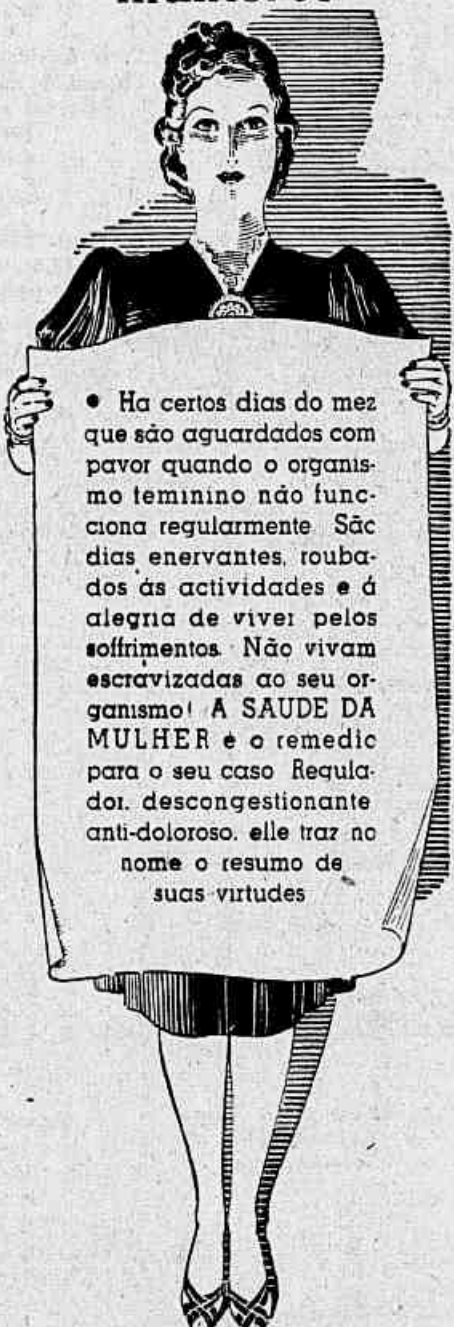 • Ha certos dias do mez
que são aguardados com
pavor quando o organis-
mo feminino não func-
ciona regularmente São
dias enervantes, rouba-
dos ás actividades e á
alegria de viver pelos
soffrimentos. Não vivam
escravizadas ao seu or-
ganismo! A SAUDE DA
MULHER é o remedio
para o seu caso Regula-
dor, descongestionante
anti-doloroso, elle traz no
nome o resumo de
suas virtudes